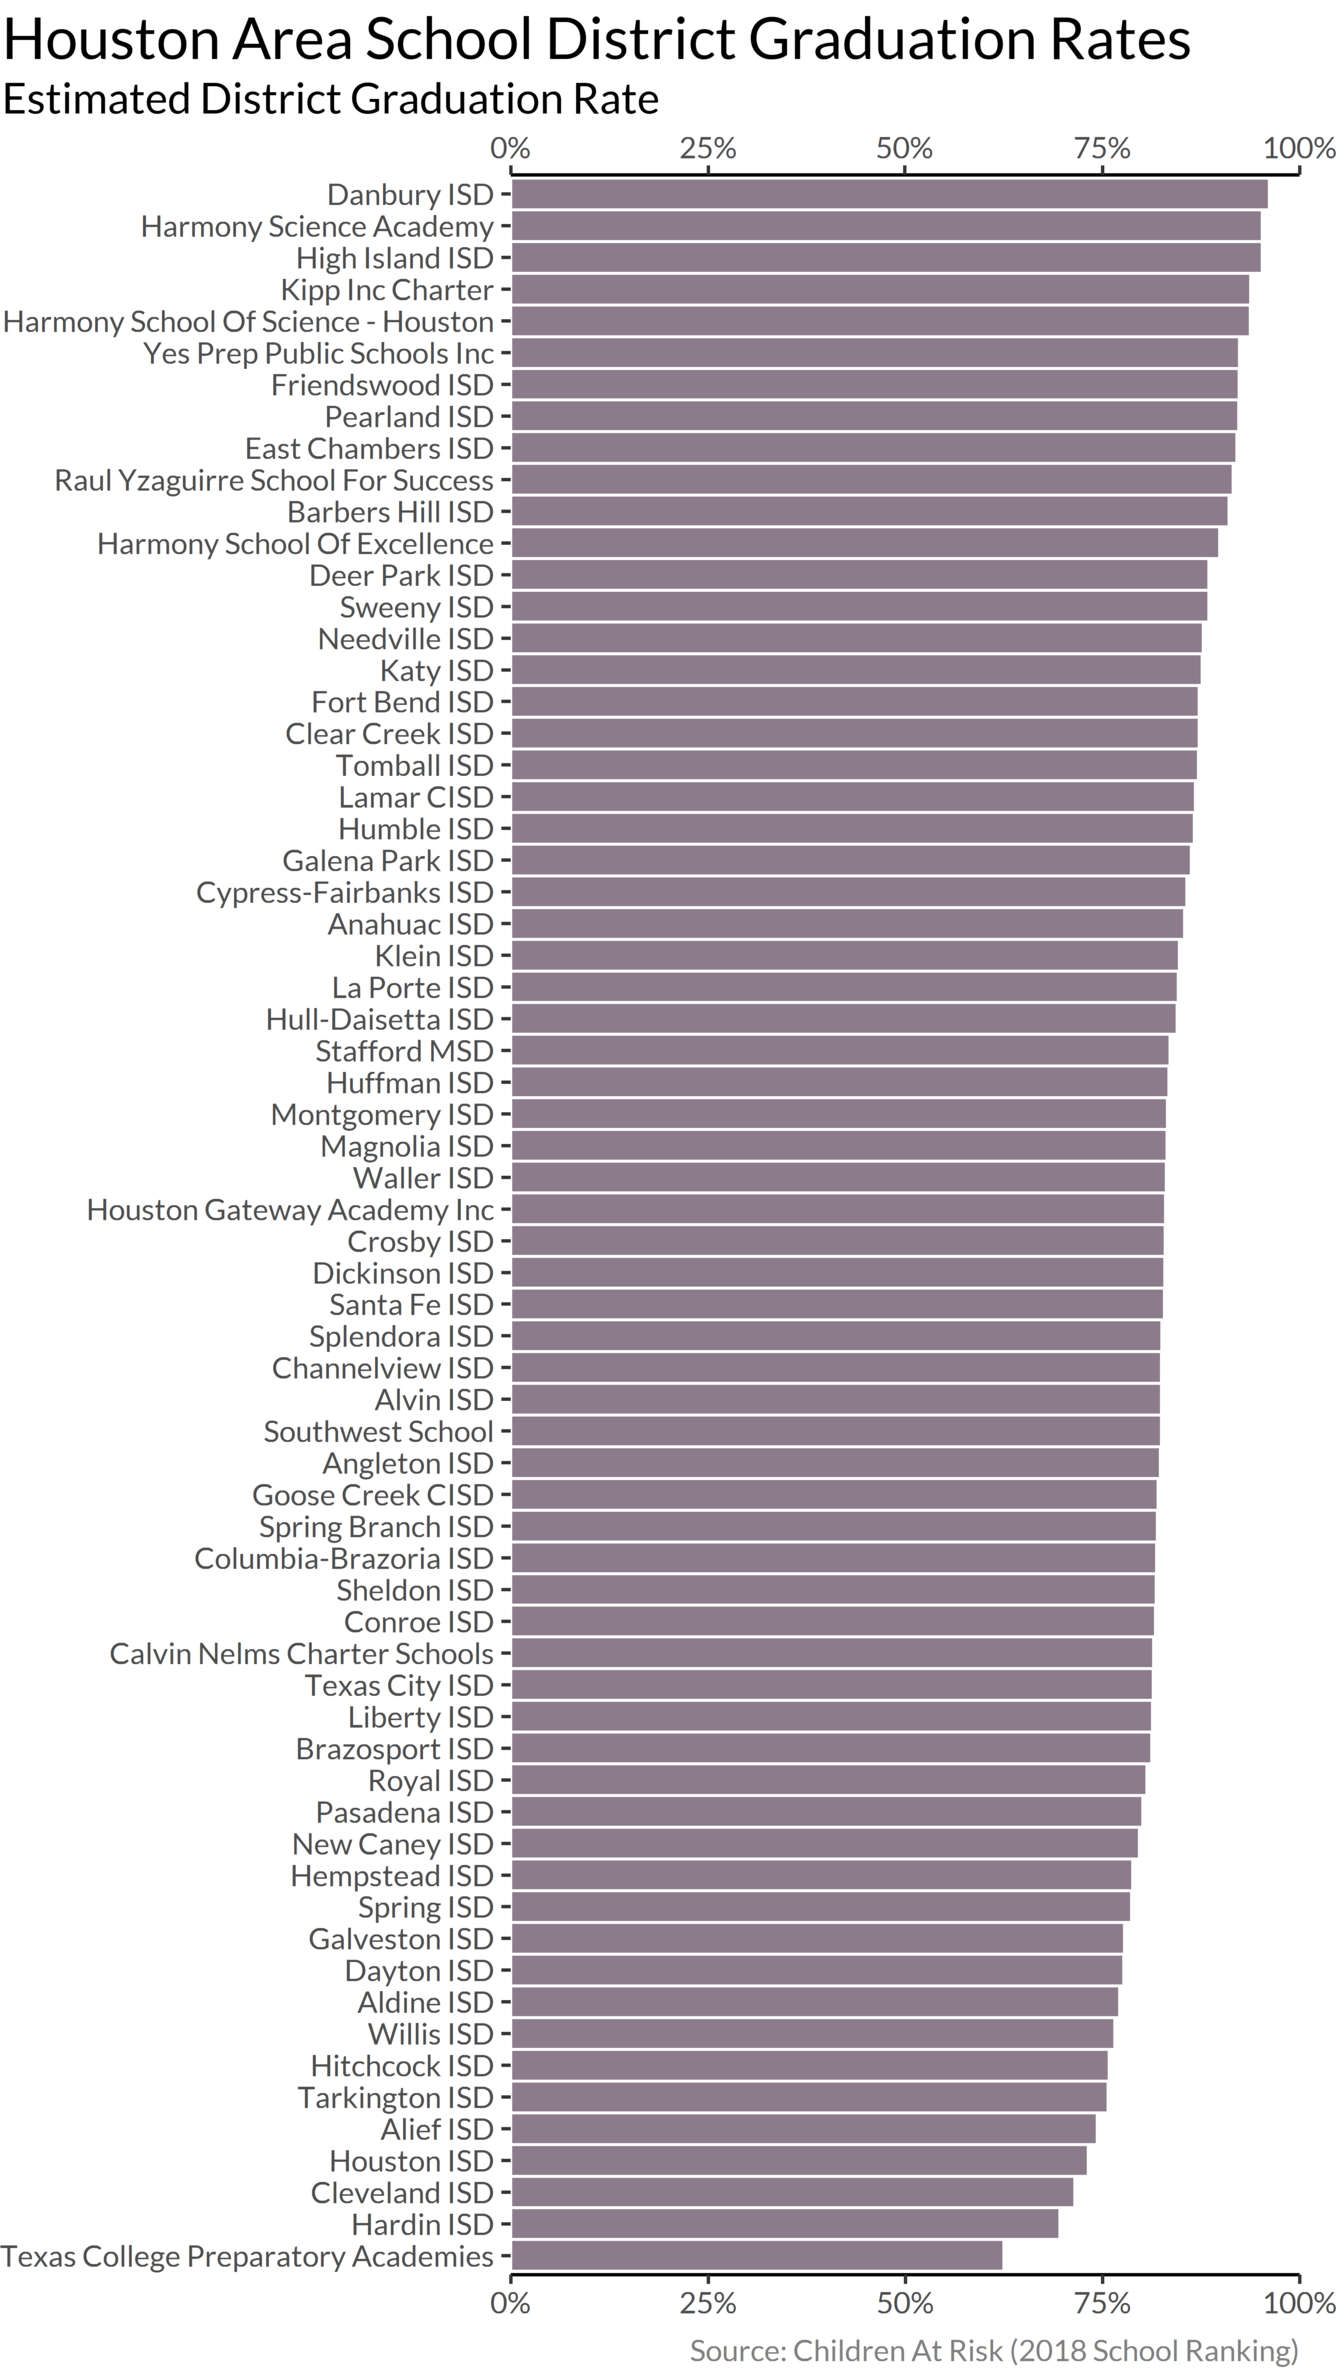 Houston Area School District Graduation Rates
Estimated District Graduation Rate
0% 25% 50% 75% 100%
Danbury ISD
Harmony Science Academy
High Island ISD
Kipp Inc Charter
Harmony School Of Science - Houston
Yes Prep Public Schools Inc
Friendswood ISD
Pearland ISD
East Chambers ISD
Raul Yzaguirre School For Success
Barbers Hill ISD
Harmony School Of Excellence
Deer Park ISD
Sweeny ISD
Needville ISD
Katy ISD
Fort Bend ISD
Clear Creek ISD
Tomball ISD
Lamar CISD
Humble ISD
Galena Park ISD
Cypress-Fairbanks ISD
Anahuac ISD
Klein ISD
La Porte ISD
Hull-Daisetta ISD
Stafford MSD
Huffman ISD
Montgomery ISD
Magnolia ISD
Waller ISD
Houston Gateway Academy Inc
Crosby ISD
Dickinson ISD
Santa Fe ISD
Splendora ISD
Channelview ISD
Alvin ISD
Southwest School
Angleton ISD
Goose Creek CISD
Spring Branch ISD
Columbia-Brazoria ISD
Sheldon ISD
Conroe ISD
Calvin Nelms Charter Schools
Texas City ISD
Liberty ISD
Brazosport ISD
Royal ISD
Pasadena ISD
New Caney ISD
Hempstead ISD
Spring ISD
Galveston ISD
Dayton ISD
Aldine ISD
Willis ISD
Hitchcock ISD
Tarkington ISD
Alief ISD
Houston ISD
Cleveland ISD
Hardin ISD
Texas College Preparatory Academies
0% 25% 50% 75% 100%
Source: Children At Risk (2018 School Ranking)